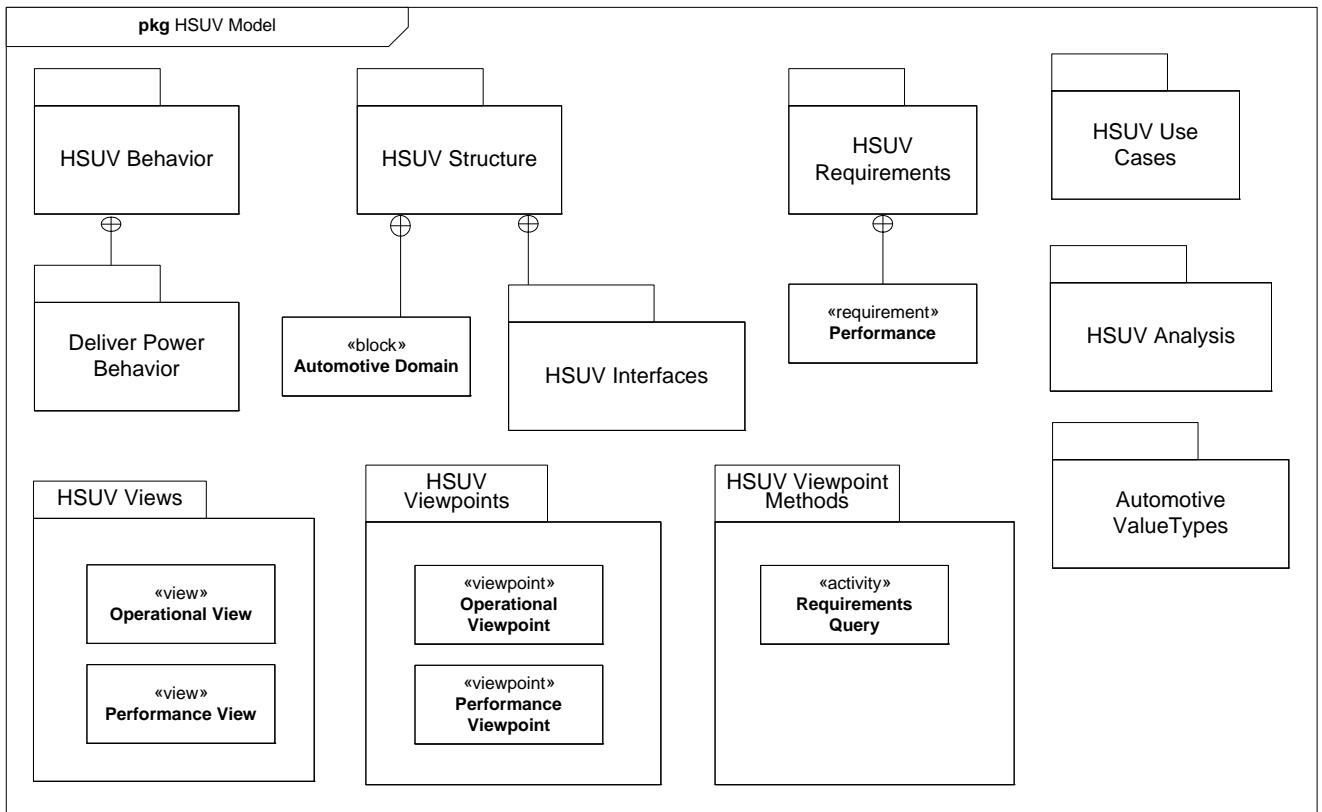 pkg HSUV Model
HSUV Behavior
HSUV Structure
HSUV
Requirements
HSUV Use
Cases
Deliver Power
Behavior
«block»
Automotive Domain
HSUV Interfaces
«requirement»
Performance
HSUV Analysis
HSUV Views
«view»
Operational View
«view»
Performance View
HSUV
Viewpoints
«viewpoint»
Operational
Viewpoint
«viewpoint»
Performance
Viewpoint
HSUV Viewpoint
Methods
«activity»
Requirements
Query
Automotive
ValueTypes